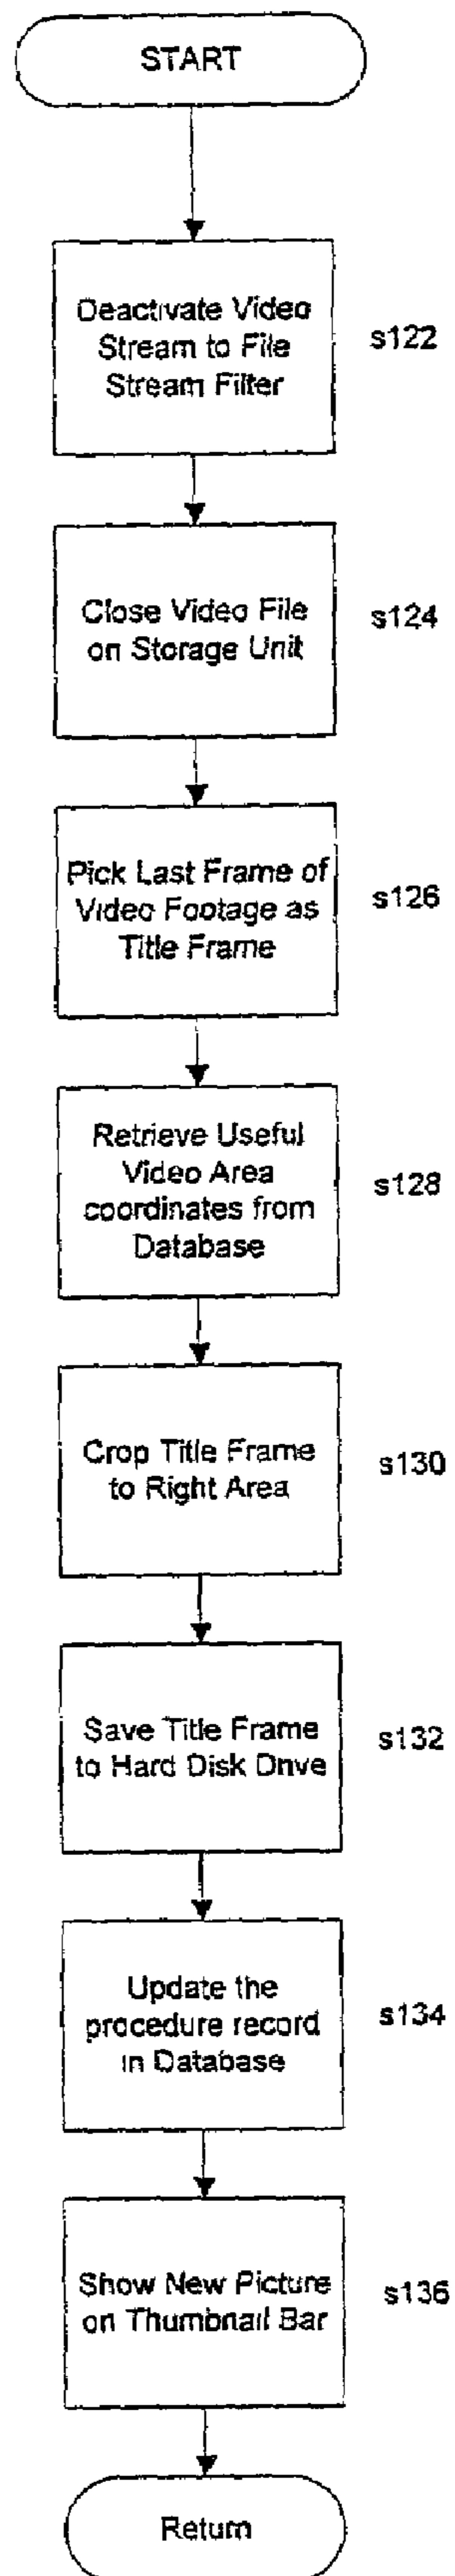 START
Deactivate Video
Stream to File
Stream Filter
s122
Close Video File
on Storage Unit
s124
Pick Last Frame of
Video Footage as
Title Frame
s126
Retrieve Useful
Video Area
coordinates from
Database
s128
Crop Title Frame
to Right Area
s130
Save Title Frame
to Hard Disk Drive
s132
Update the
procedure record
in Database
s134
Show New Picture
on Thumbnail Bar
s136
Return